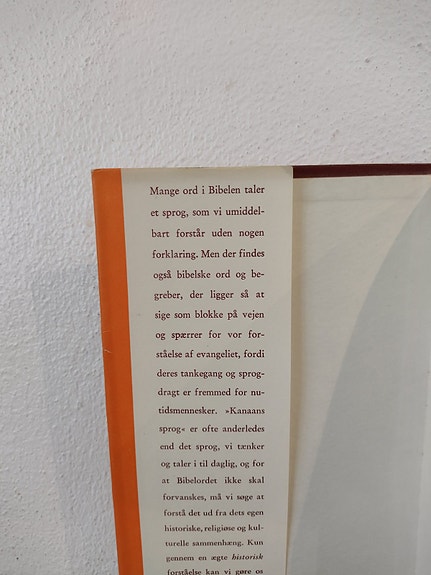 Mange ord i Bibelen taler
et sprog, som vi umiddel-
bart forstår uden nogen
forklaring. Men der findes
også bibelske ord og be-
greber, der ligger så at
sige som blokke på vejen
og spærrer for vor for-
ståelse af evangeliet, fordi
deres tankegang og sprog-
dragt er fremmed for nu-
tidsmennesker. »Kanaans
sprog« er ofte anderledes
end det sprog, vi tænker
og taler i til daglig, og for
at Bibelordet ikke skal
forvanskes, må vi søge at
forstå det ud fra dets egen
historiske, religiøse og kul-
turelle sammenhæng. Kun
gennem en ægte historisk
forståelse kan vi gøre os